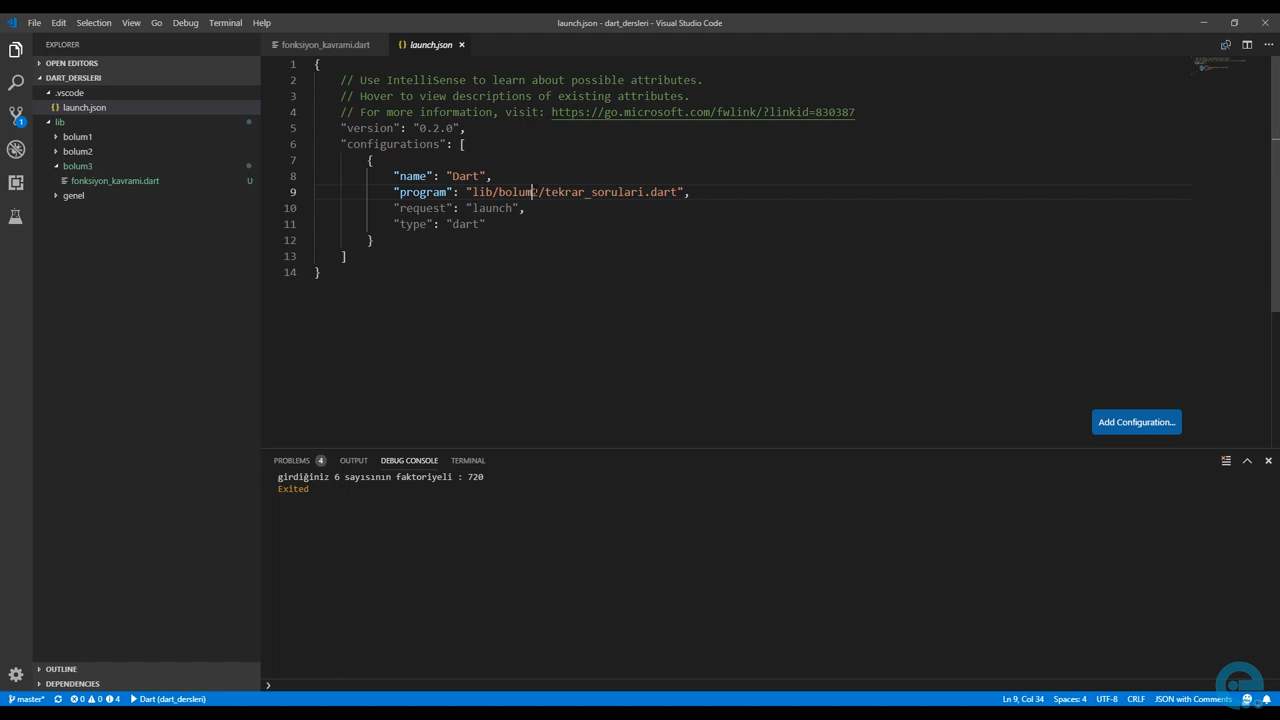 File Edit Selection View Go Debug Terminal Help
launch.json - dart_dersleri - Visual Studio Code
EXPLORER
OPEN EDITORS
DART_DERSLERI
.vscode
{} launch.json
lib
bolum1
bolum2
bolum3
fonksiyon_kavrami.dart
genel
OUTLINE
DEPENDENCIES
1
fonksiyon_kavrami.dart
{} launch.json
1 {
2 // Use IntelliSense to learn about possible attributes.
3 // Hover to view descriptions of existing attributes.
4 // For more information, visit: https://go.microsoft.com/fwlink/?linkid=830387
5 "version": "0.2.0",
6 "configurations": [
7 {
8 "name": "Dart",
9 "program": "lib/bolum2/tekrar_sorulari.dart",
10 "request": "launch",
11 "type": "dart"
12 }
13 ]
14 }
Add Configuration...
PROBLEMS 4 OUTPUT DEBUG CONSOLE TERMINAL
girdiğiniz 6 sayısının faktoriyeli : 720
Exited
master* 0 0 4 Dart (dart_dersleri)
Ln 9, Col 34 Spaces: 4 UTF-8 CRLF JSON with Comments